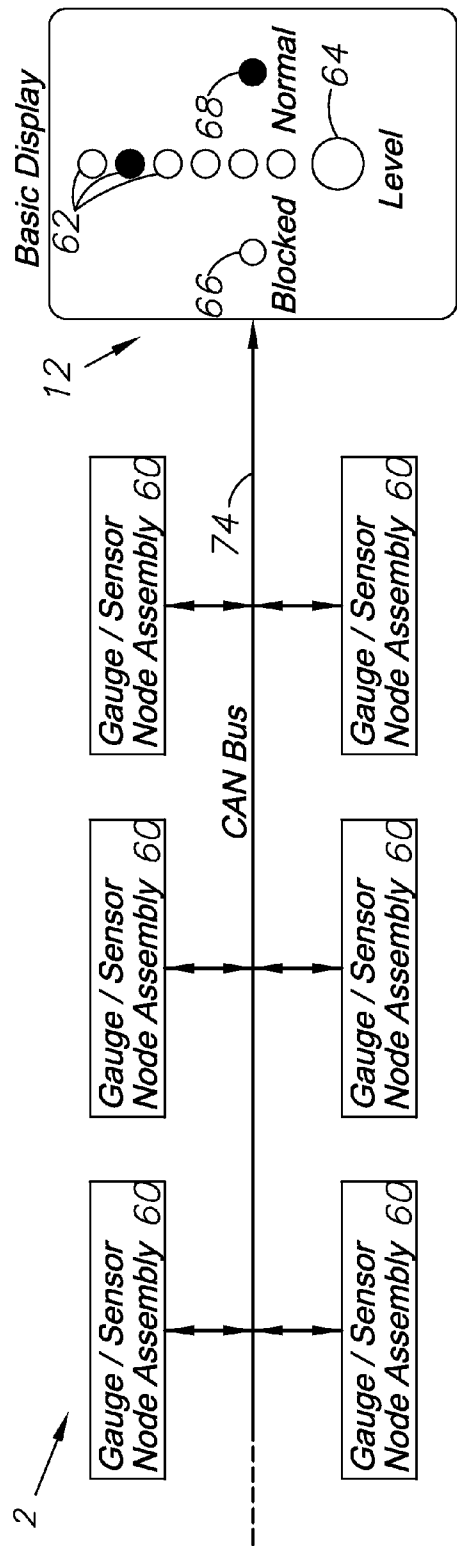 2
Gauge / Sensor
Node Assembly 60
Gauge / Sensor
Node Assembly 60
Gauge / Sensor
Node Assembly 60
12
Basic Display
62
66
68
Blocked
Normal
64
Level
CAN Bus
74
Gauge / Sensor
Node Assembly 60
Gauge / Sensor
Node Assembly 60
Gauge / Sensor
Node Assembly 60